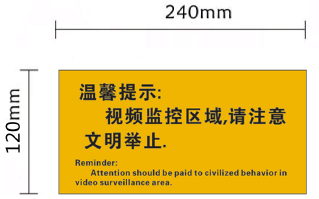 240mm
120mm
温馨提示:
视频监控区域,请注意
文明举止.
Reminder:
Attention should be paid to civilized behavior in
video surveillance area.